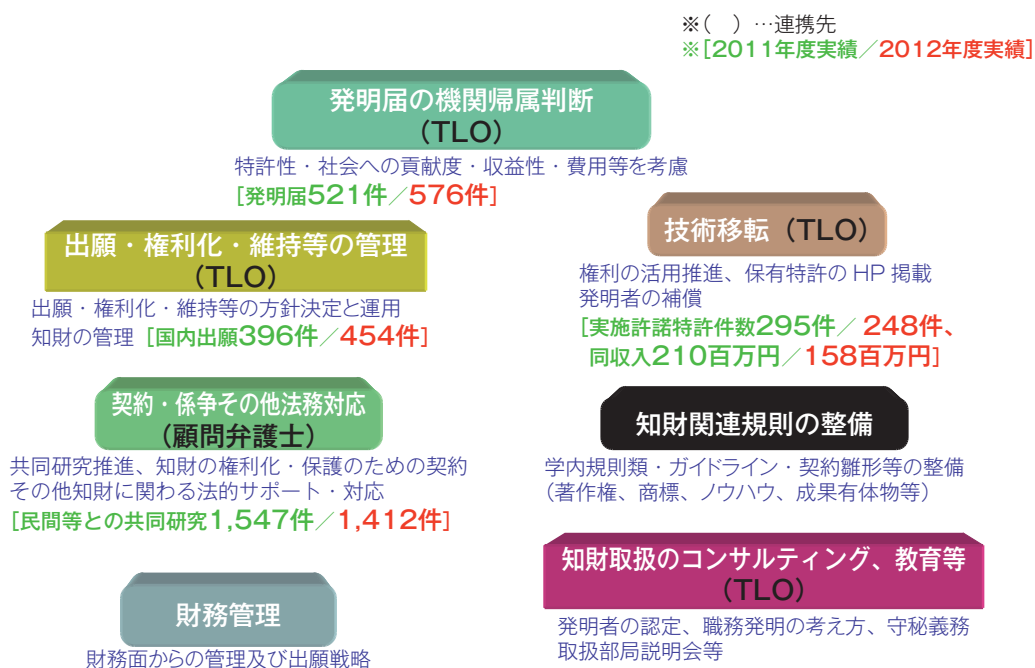 ※(　)…連携先
※[2011年度実績／2012年度実績]
発明届の機関帰属判断
(TLO)
特許性・社会への貢献度・収益性・費用等を考慮
[発明届521件／576件]
出願・権利化・維持等の管理
(TLO)
出願・権利化・維持等の方針決定と運用
知財の管理 [国内出願396件／454件]
技術移転(TLO)
権利の活用推進、保有特許の HP 掲載
発明者の補償
[実施許諾特許件数295件／248件、
同収入210百万円／158百万円]
契約・係争その他法務対応
(顧問弁護士)
共同研究推進、知財の権利化・保護のための契約
その他知財に関わる法的サポート・対応
[民間等との共同研究1,547件／1,412件]
知財関連規則の整備
学内規則類・ガイドライン・契約雛形等の整備
(著作権、商標、ノウハウ、成果有体物等)
財務管理
財務面からの管理及び出願戦略
知財取扱のコンサルティング、教育等
(TLO)
発明者の認定、職務発明の考え方、守秘義務
取扱部局説明会等